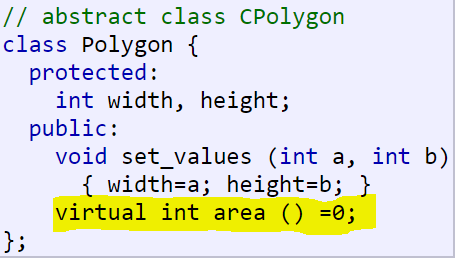 // abstract class CPolygon
class Polygon {
  protected:
    int width, height;
  public:
    void set_values (int a, int b)
      { width=a; height=b; }
    virtual int area () =0;
};